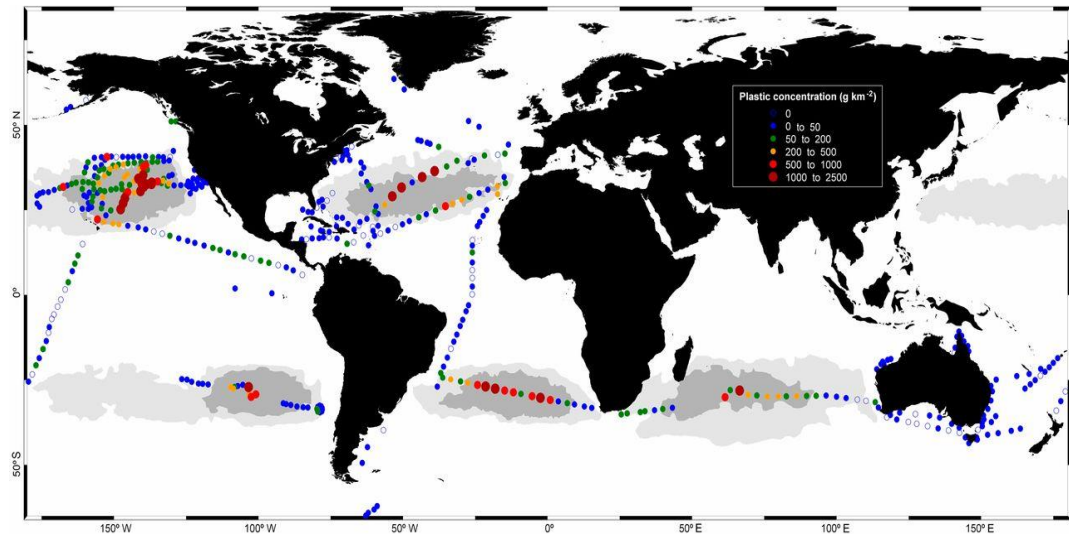 Plastic concentration (g km⁻²)
0
0 to 50
50 to 200
200 to 500
500 to 1000
1000 to 2500
50°N
0°
50°S
150° W
100° W
50° W
0°
50° E
100° E
150° E